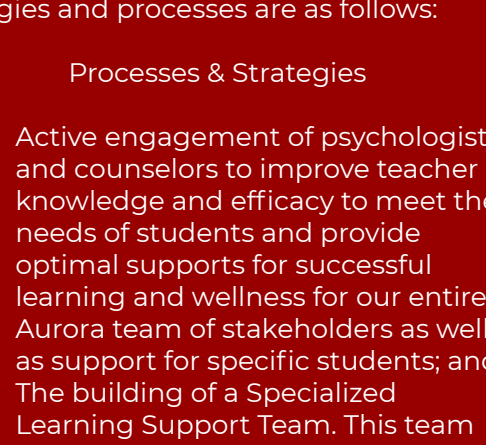 gies and processes are as follows:
Processes & Strategies
Active engagement of psychologist
and counselors to improve teacher
knowledge and efficacy to meet the
needs of students and provide
optimal supports for successful
learning and wellness for our entire
Aurora team of stakeholders as well
as support for specific students; and
The building of a Specialized
Learning Support Team. This team